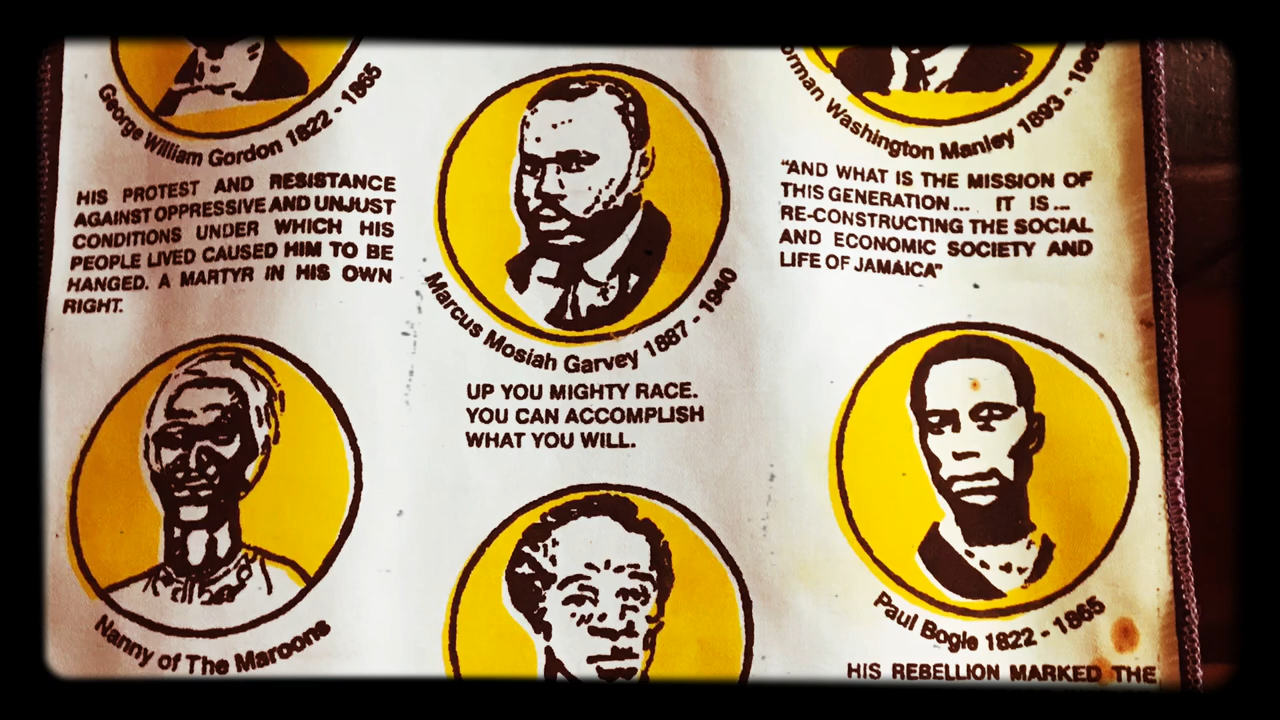 George William Gordon 1822 - 1865
HIS PROTEST AND RESISTANCE
AGAINST OPPRESSIVE AND UNJUST
CONDITIONS UNDER WHICH HIS
PEOPLE LIVED CAUSED HIM TO BE
HANGED. A MARTYR IN HIS OWN
RIGHT.
Marcus Mosiah Garvey 1887 - 1940
UP YOU MIGHTY RACE.
YOU CAN ACCOMPLISH
WHAT YOU WILL.
Washington Manley 1893 -
“AND WHAT IS THE MISSION OF
THIS GENERATION... IT IS...
RE-CONSTRUCTING THE SOCIAL
AND ECONOMIC SOCIETY AND
LIFE OF JAMAICA”
Nanny of The Maroons
Paul Bogle 1822 - 1865
HIS REBELLION MARKED THE